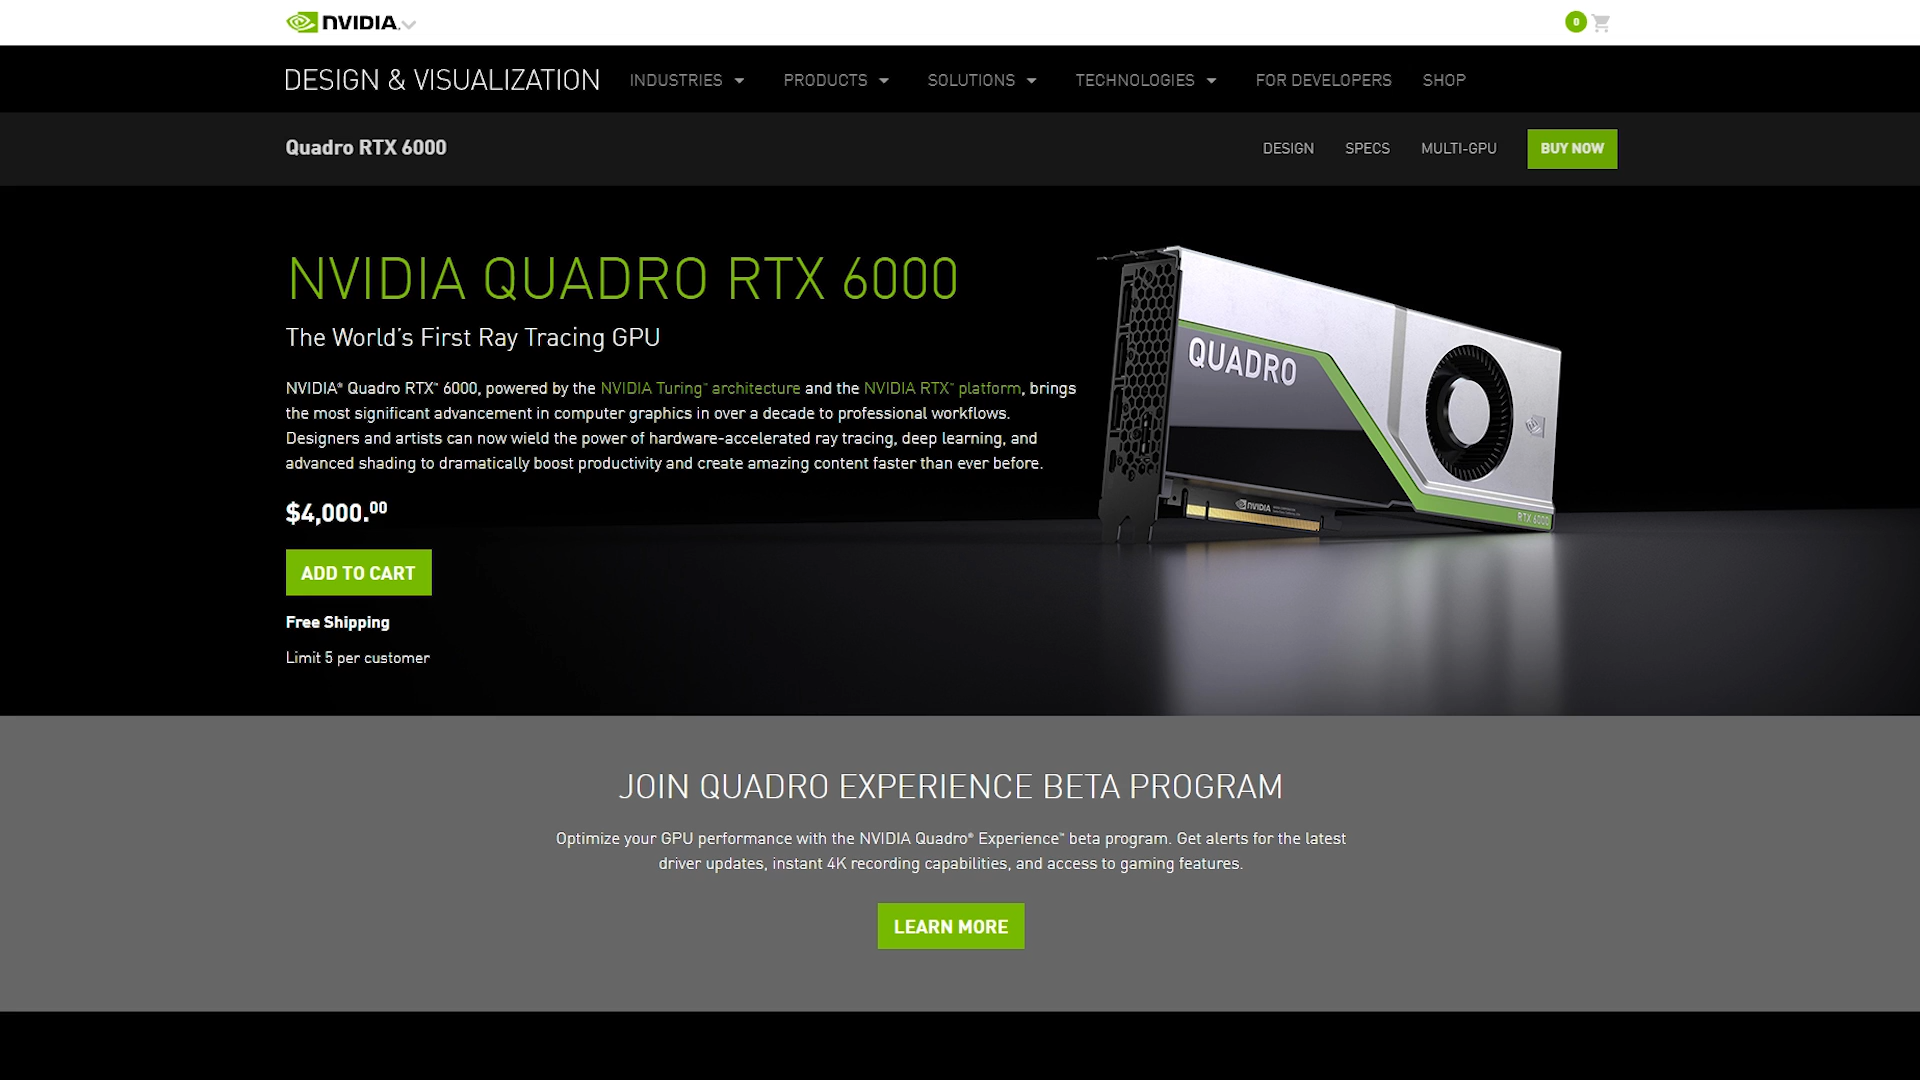 NVIDIA.
0
DESIGN & VISUALIZATION INDUSTRIES PRODUCTS SOLUTIONS TECHNOLOGIES FOR DEVELOPERS SHOP
Quadro RTX 6000 DESIGN SPECS MULTI-GPU BUY NOW
NVIDIA QUADRO RTX 6000
The World's First Ray Tracing GPU
NVIDIA® Quadro RTX™ 6000, powered by the NVIDIA Turing™ architecture and the NVIDIA RTX™ platform, brings
the most significant advancement in computer graphics in over a decade to professional workflows.
Designers and artists can now wield the power of hardware-accelerated ray tracing, deep learning, and
advanced shading to dramatically boost productivity and create amazing content faster than ever before.
$4,000.00
ADD TO CART
Free Shipping
Limit 5 per customer
QUADRO
NVIDIA
RTX 6000
JOIN QUADRO EXPERIENCE BETA PROGRAM
Optimize your GPU performance with the NVIDIA Quadro® Experience™ beta program. Get alerts for the latest
driver updates, instant 4K recording capabilities, and access to gaming features.
LEARN MORE